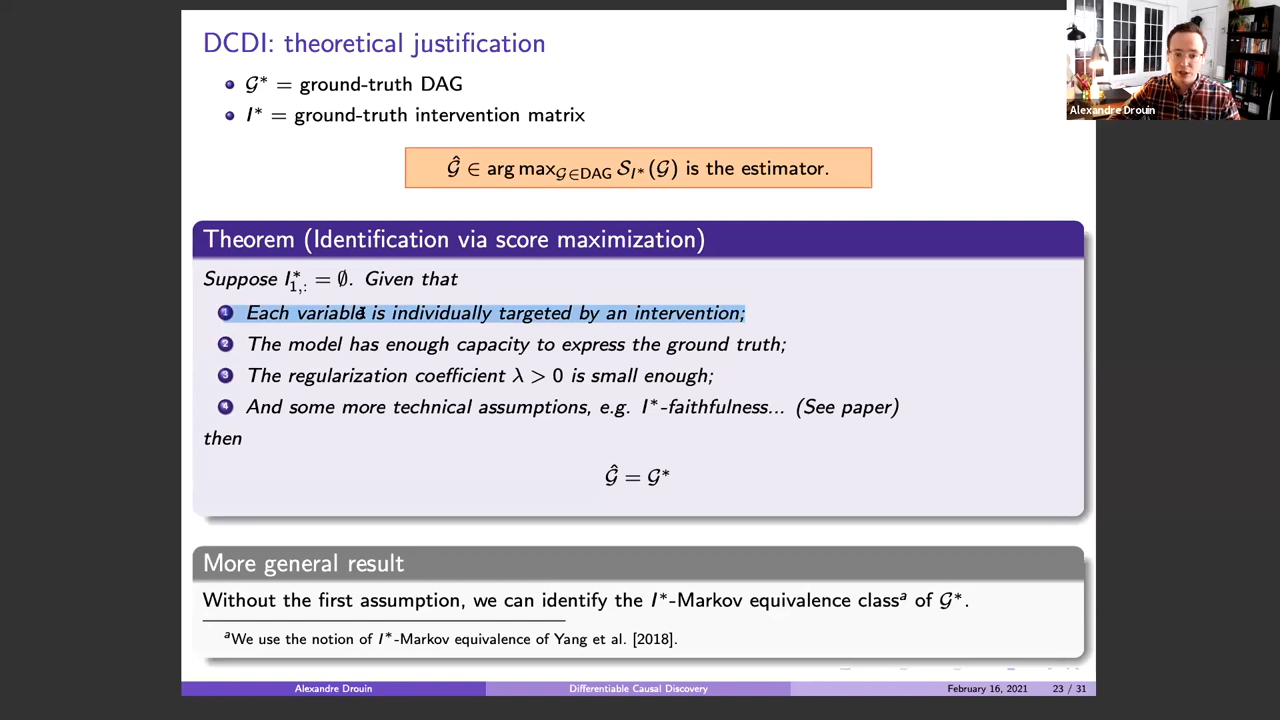 DCDI: theoretical justification
Alexandre Drouin
𝒢* = ground-truth DAG
I* = ground-truth intervention matrix
𝒢̂ ∈ arg max_{𝒢∈DAG} 𝒮_{I*}(𝒢) is the estimator.
Theorem (Identification via score maximization)
Suppose I*_{1,:} = ∅. Given that
1 Each variable is individually targeted by an intervention;
2 The model has enough capacity to express the ground truth;
3 The regularization coefficient λ > 0 is small enough;
4 And some more technical assumptions, e.g. I*-faithfulness... (See paper)
then
𝒢̂ = 𝒢*
More general result
Without the first assumption, we can identify the I*-Markov equivalence class^a of 𝒢*.
^aWe use the notion of I*-Markov equivalence of Yang et al. [2018].
Alexandre Drouin Differentiable Causal Discovery February 16, 2021 23 / 31